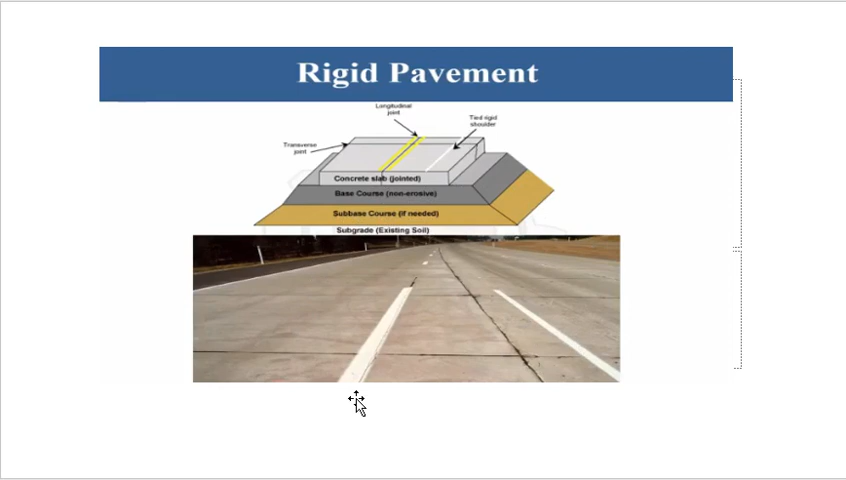 Rigid Pavement
Longitudinal
joint
Tied rigid
shoulder
Transverse
joint
Concrete slab (jointed)
Base Course (non-erosive)
Subbase Course (if needed)
Subgrade (Existing Soil)